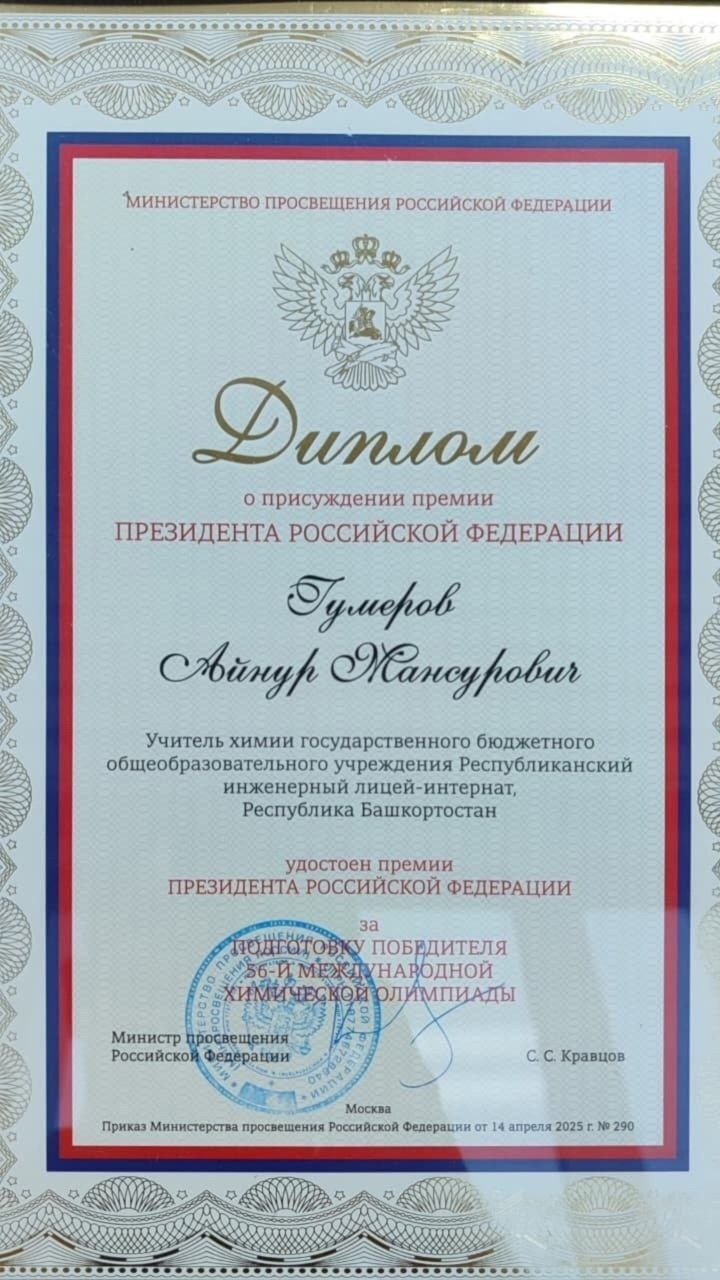 МИНИСТЕРСТВО ПРОСВЕЩЕНИЯ РОССИЙСКОЙ ФЕДЕРАЦИИ
Диплом
о присуждении премии
ПРЕЗИДЕНТА РОССИЙСКОЙ ФЕДЕРАЦИИ
Гумеров
Айнур Мансурович
Учитель химии государственного бюджетного
общеобразовательного учреждения Республиканский
инженерный лицей-интернат,
Республика Башкортостан
удостоен премии
ПРЕЗИДЕНТА РОССИЙСКОЙ ФЕДЕРАЦИИ
за
ПОДГОТОВКУ ПОБЕДИТЕЛЯ
56-Й МЕЖДУНАРОДНОЙ
ХИМИЧЕСКОЙ ОЛИМПИАДЫ
Министр просвещения
Российской Федерации
С. С. Кравцов
Москва
Приказ Министерства просвещения Российской Федерации от 14 апреля 2025 г. № 290